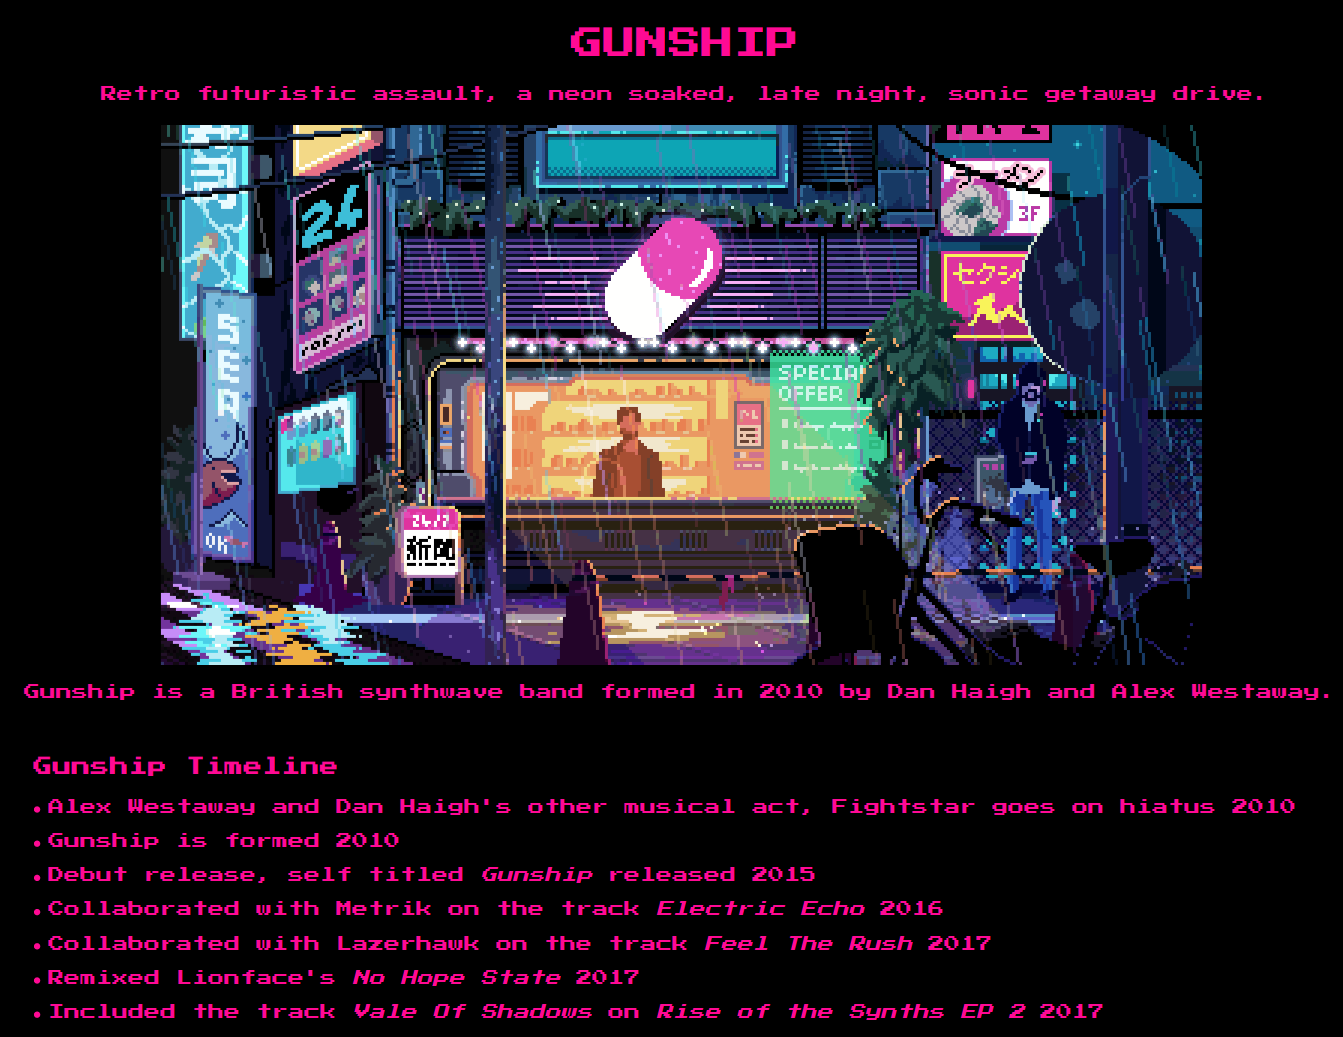 GUNSHIP
Retro futuristic assault, a neon soaked, late night, sonic getaway drive.
24
3F
セクシ
BER
SPECIA
OFFER
OK
24/7
Gunship is a British synthwave band formed in 2010 by Dan Haigh and Alex Westaway.
Gunship Timeline
• Alex Westaway and Dan Haigh's other musical act, Fightstar goes on hiatus 2010
• Gunship is formed 2010
• Debut release, self titled Gunship released 2015
• Collaborated with Metrik on the track Electric Echo 2016
• Collaborated with Lazerhawk on the track Feel The Rush 2017
• Remixed Lionface's No Hope State 2017
• Included the track Vale Of Shadows on Rise of the Synths EP 2 2017